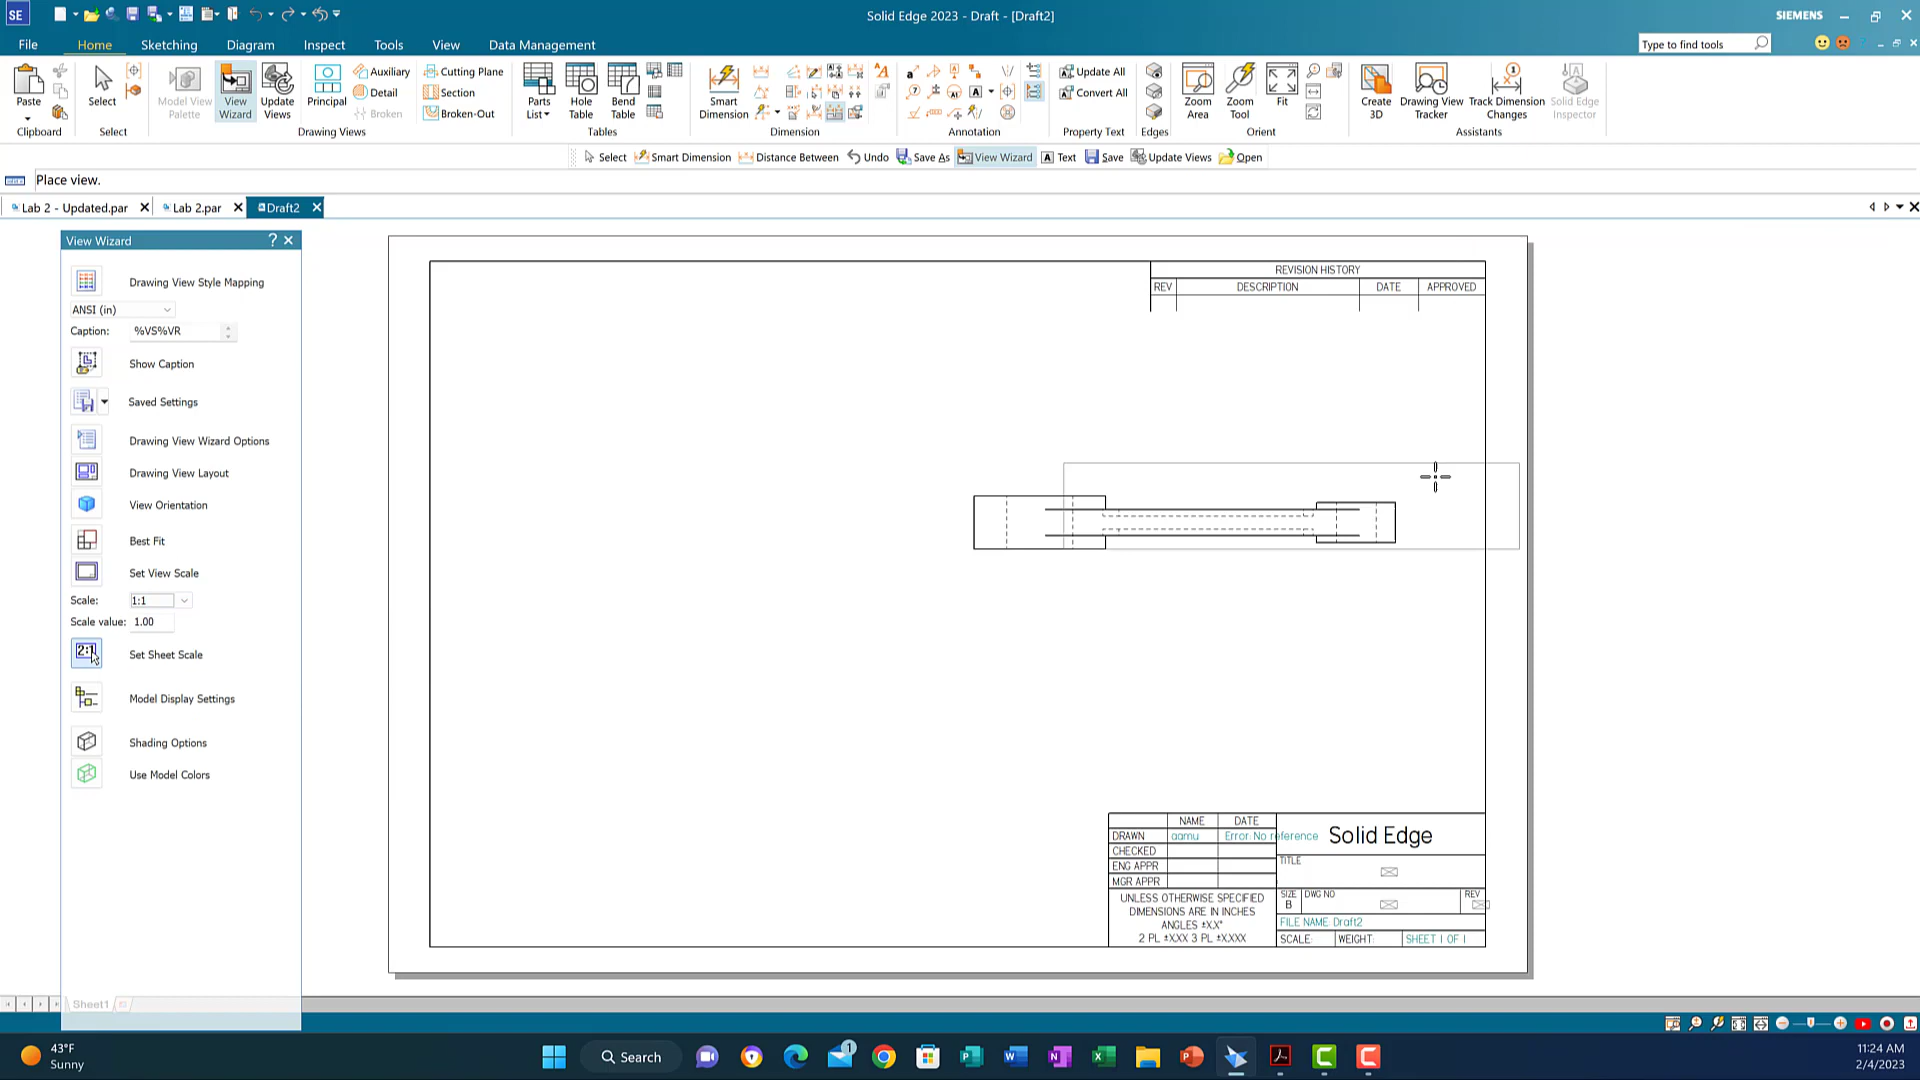 SE
Solid Edge 2023 - Draft - [Draft2]
SIEMENS
File
Home
Sketching
Diagram
Inspect
Tools
View
Data Management
Type to find tools
Paste
Select
Model View Palette
View Wizard
Update Views
Principal
Auxiliary
Detail
Broken
Cutting Plane
Section
Broken-Out
Parts List
Hole Table
Bend Table
Smart Dimension
Update All
Convert All
Zoom Area
Zoom Tool
Fit
Create 3D
Drawing View Tracker
Track Dimension Changes
Solid Edge Inspector
Clipboard
Select
Drawing Views
Tables
Dimension
Annotation
Property Text
Edges
Orient
Assistants
Select
Smart Dimension
Distance Between
Undo
Save As
View Wizard
Text
Save
Update Views
Open
Place view.
Lab 2 - Updated.par
Lab 2.par
Draft2
View Wizard
?
Drawing View Style Mapping
ANSI (in)
Caption: %VS%VR
Show Caption
Saved Settings
Drawing View Wizard Options
Drawing View Layout
View Orientation
Best Fit
Set View Scale
Scale: 1:1
Scale value: 1.00
2:1
Set Sheet Scale
Model Display Settings
Shading Options
Use Model Colors
REVISION HISTORY
REV DESCRIPTION DATE APPROVED
NAME DATE
DRAWN aamu Error: No reference
CHECKED
ENG APPR
MGR APPR
UNLESS OTHERWISE SPECIFIED
DIMENSIONS ARE IN INCHES
ANGLES ±X.X°
2 PL ±X.XX 3 PL ±X.XXX
Solid Edge
TITLE
SIZE
B
DWG NO
REV
FILE NAME: Draft2
SCALE: WEIGHT: SHEET 1 OF 1
Sheet1
43°F
Sunny
Search
1
11:24 AM
2/4/2023